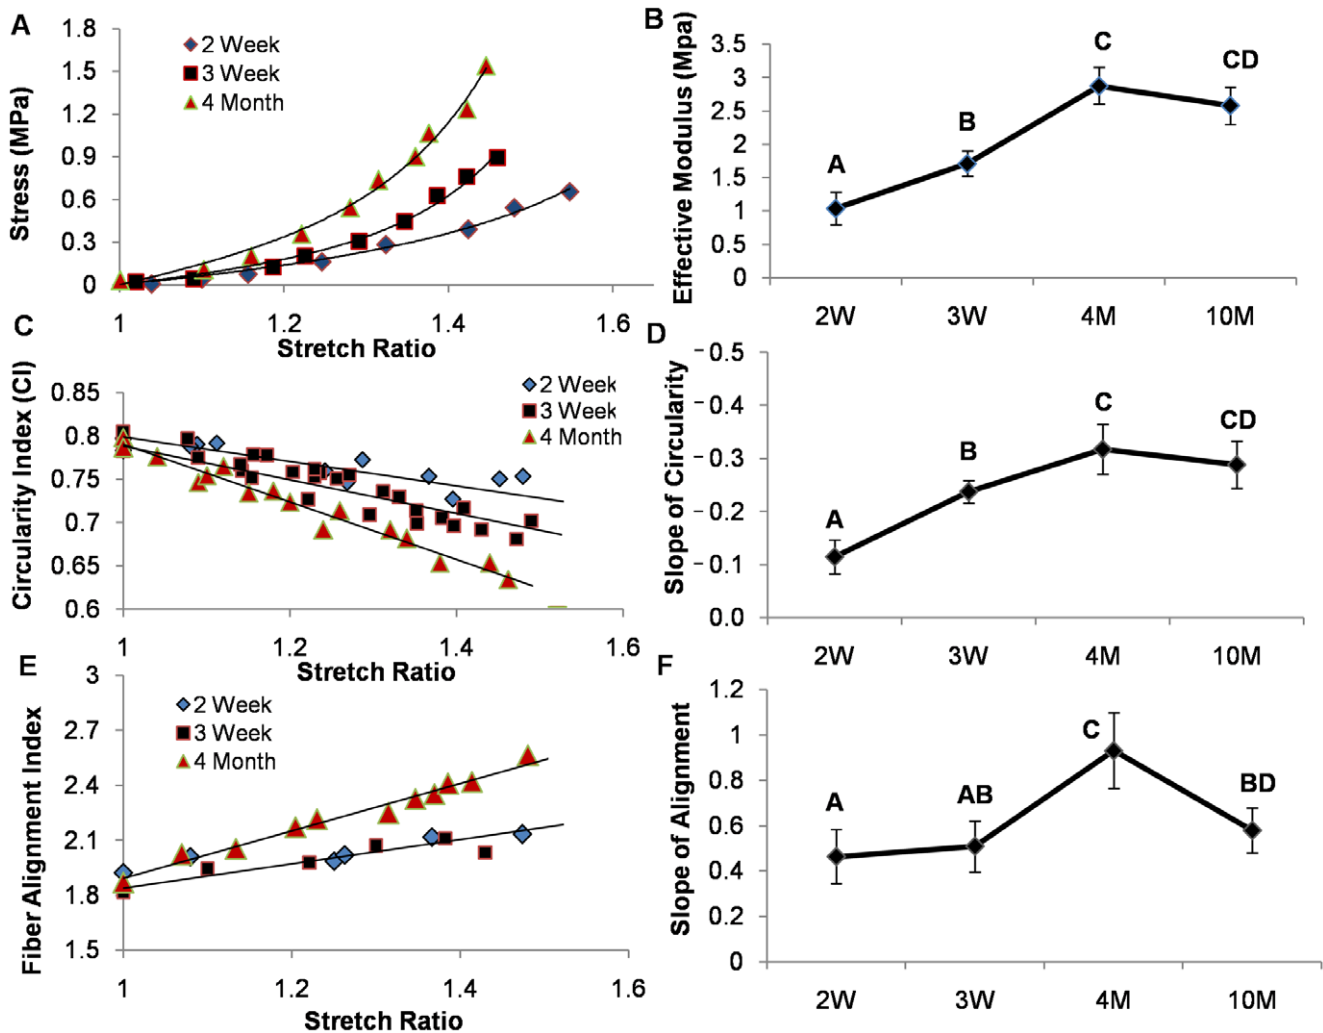 A
1.8
1.5
1.2
0.9
0.6
0.3
0
Stress (MPa)
2 Week
3 Week
4 Month
1
1.2
1.4
1.6
Stretch Ratio
B
3.5
3
2.5
2
1.5
1
0.5
0
Effective Modulus (Mpa)
A
B
C
CD
2W
3W
4M
10M
C
0.85
0.8
0.75
0.7
0.65
0.6
Circularity Index (CI)
2 Week
3 Week
4 Month
1
1.2
1.4
1.6
Stretch Ratio
D
-0.5
-0.4
-0.3
-0.2
-0.1
0.0
Slope of Circularity
A
B
C
CD
2W
3W
4M
10M
E
3
2.7
2.4
2.1
1.8
1.5
Fiber Alignment Index
2 Week
3 Week
4 Month
1
1.2
1.4
1.6
Stretch Ratio
F
1.2
1
0.8
0.6
0.4
0.2
0
Slope of Alignment
A
AB
C
BD
2W
3W
4M
10M